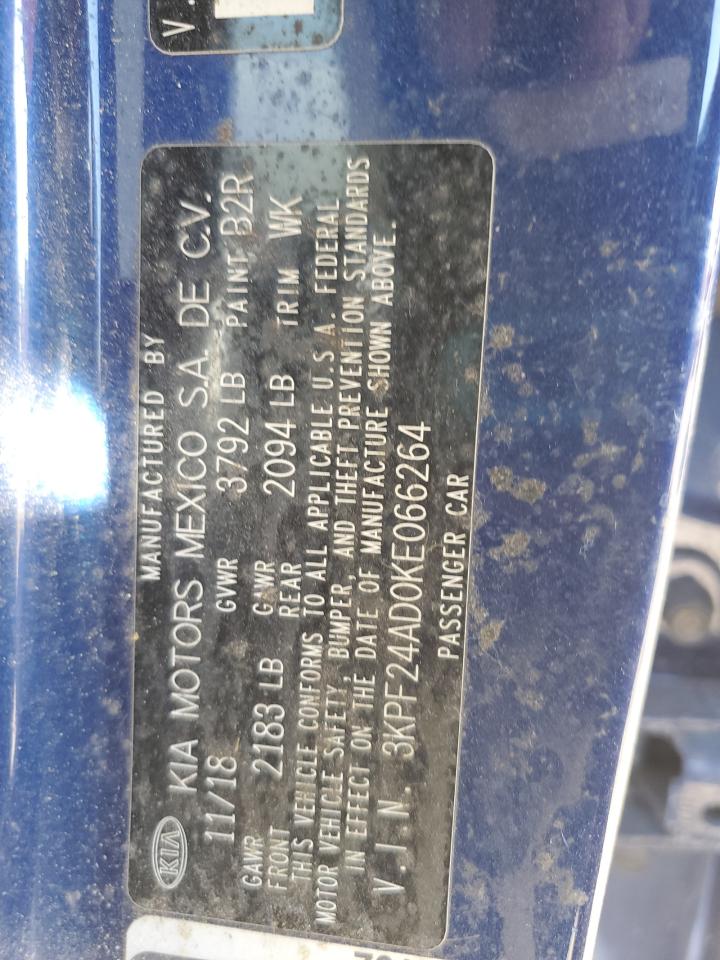 V.
KIA
MANUFACTURED BY
KIA MOTORS MEXICO S.A. DE C.V.
11/18 GVWR 3792 LB PAINT B2R
GAWR FRONT 2183 LB GAWR REAR 2094 LB TRIM WK
THIS VEHICLE CONFORMS TO ALL APPLICABLE U.S.A. FEDERAL
MOTOR VEHICLE SAFETY, BUMPER, AND THEFT PREVENTION STANDARDS
IN EFFECT ON THE DATE OF MANUFACTURE SHOWN ABOVE.
V.I.N. 3KPF24AD0KE066264
PASSENGER CAR